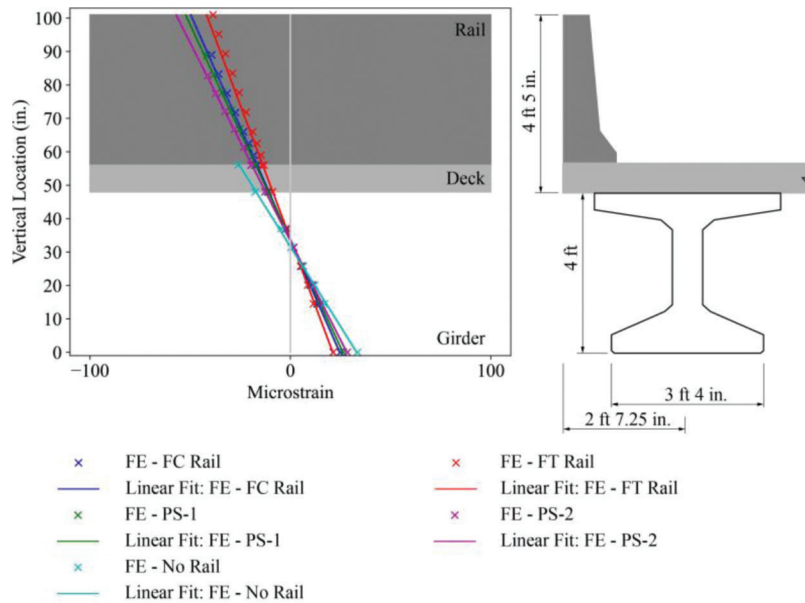 100
90
80
70
60
50
40
30
20
10
0
Vertical Location (in.)
Rail
Deck
Girder
−100
0
100
Microstrain
4 ft 5 in.
4 ft
3 ft 4 in.
2 ft 7.25 in.
FE - FC Rail
Linear Fit: FE - FC Rail
FE - PS-1
Linear Fit: FE - PS-1
FE - No Rail
Linear Fit: FE - No Rail
FE - FT Rail
Linear Fit: FE - FT Rail
FE - PS-2
Linear Fit: FE - PS-2